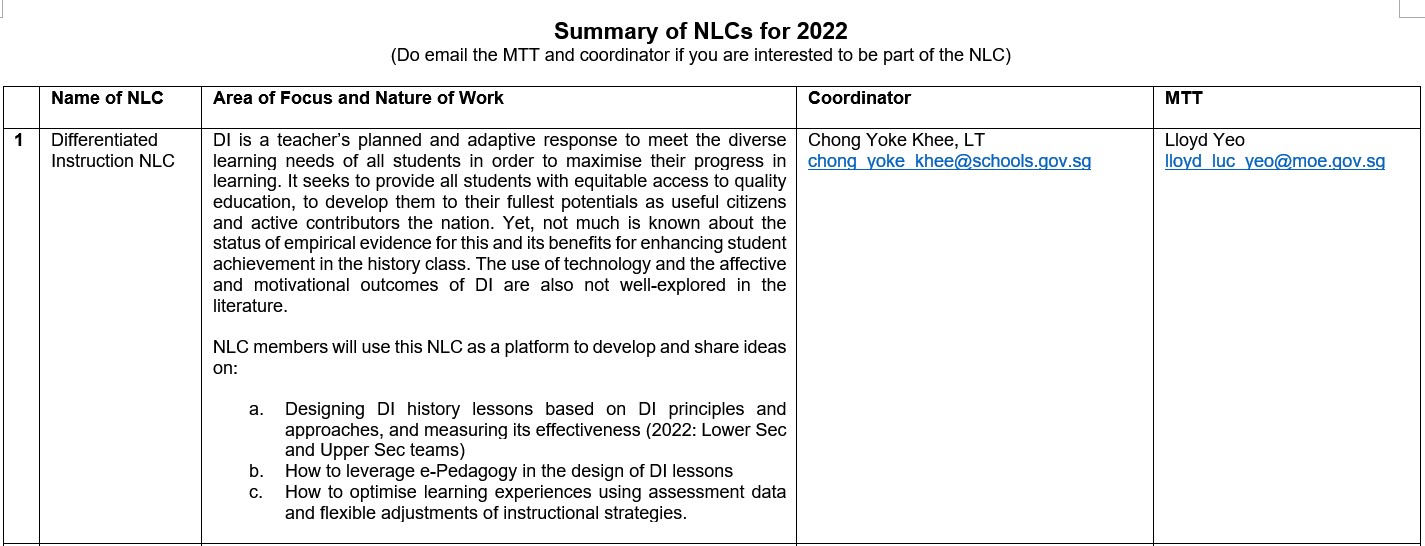 Summary of NLCs for 2022
(Do email the MTT and coordinator if you are interested to be part of the NLC)
Name of NLC
Area of Focus and Nature of Work
Coordinator
MTT
1
Differentiated
Instruction NLC
DI is a teacher’s planned and adaptive response to meet the diverse
learning needs of all students in order to maximise their progress in
learning. It seeks to provide all students with equitable access to quality
education, to develop them to their fullest potentials as useful citizens
and active contributors the nation. Yet, not much is known about the
status of empirical evidence for this and its benefits for enhancing student
achievement in the history class. The use of technology and the affective
and motivational outcomes of DI are also not well-explored in the
literature.
NLC members will use this NLC as a platform to develop and share ideas
on:
a. Designing DI history lessons based on DI principles and
approaches, and measuring its effectiveness (2022: Lower Sec
and Upper Sec teams)
b. How to leverage e-Pedagogy in the design of DI lessons
c. How to optimise learning experiences using assessment data
and flexible adjustments of instructional strategies.
Chong Yoke Khee, LT
chong_yoke_khee@schools.gov.sg
Lloyd Yeo
lloyd_luc_yeo@moe.gov.sg